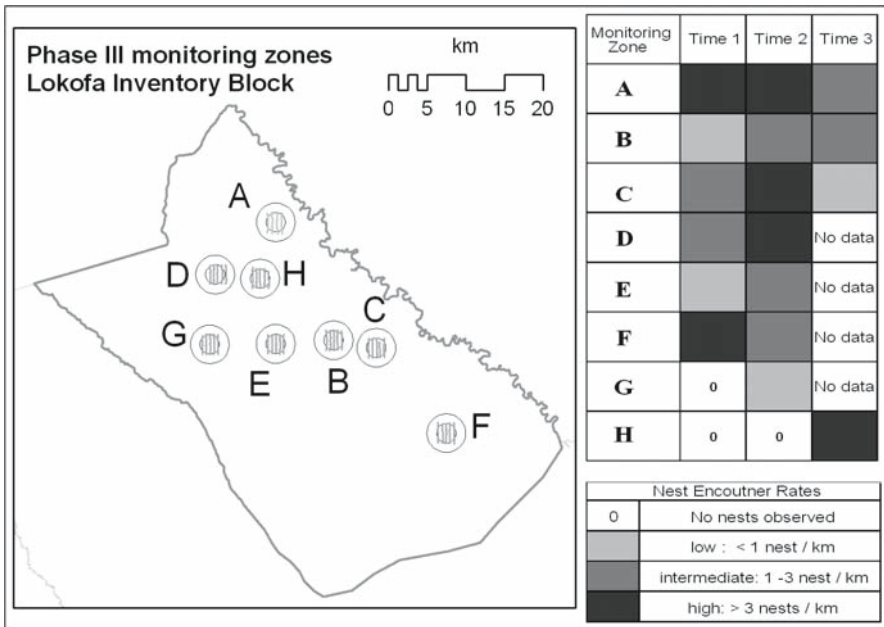 Phase III monitoring zones
Lokofa Inventory Block
km
0 5 10 15 20
A
D
H
C
G
E
B
F
Monitoring Zone Time 1 Time 2 Time 3
A
B
C
D No data
E No data
F No data
G 0 No data
H 0 0
Nest Encoutner Rates
0 No nests observed
low : < 1 nest / km
intermediate: 1 -3 nest / km
high: > 3 nests / km